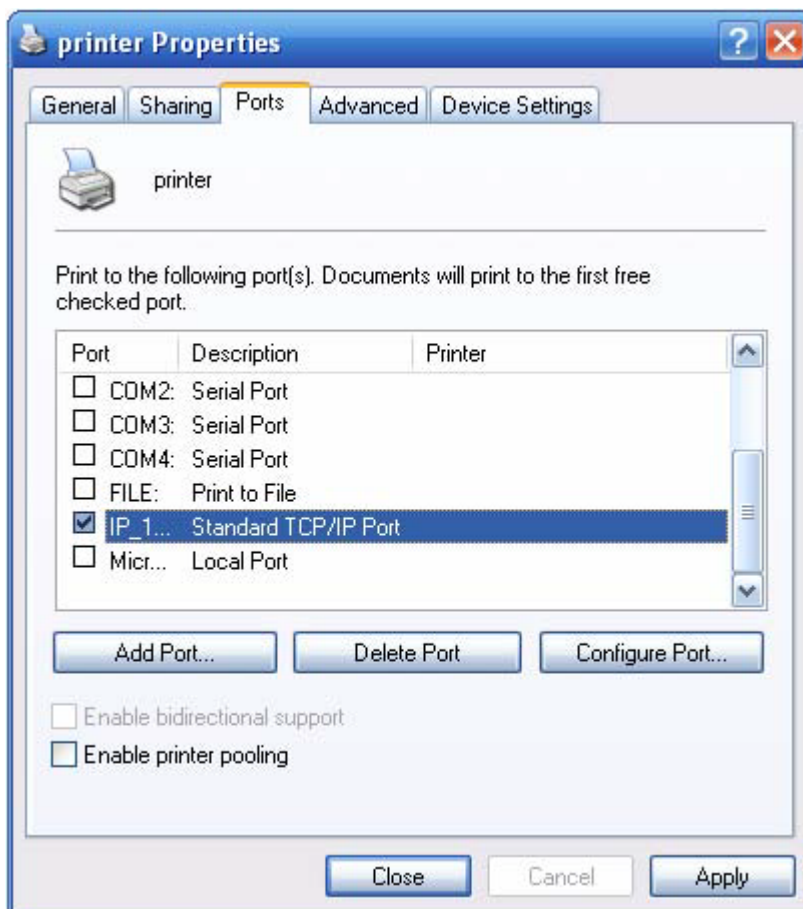 printer Properties
General Sharing Ports Advanced Device Settings
printer
Print to the following port(s). Documents will print to the first free
checked port.
Port Description Printer
COM2: Serial Port
COM3: Serial Port
COM4: Serial Port
FILE: Print to File
IP_1... Standard TCP/IP Port
Micr... Local Port
Add Port... Delete Port Configure Port...
Enable bidirectional support
Enable printer pooling
Close Cancel Apply